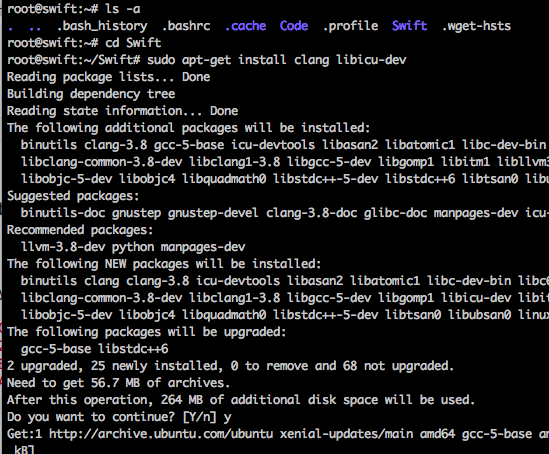 root@swift:~# ls -a
. .. .bash_history .bashrc .cache Code .profile Swift .wget-hsts
root@swift:~# cd Swift
root@swift:~/Swift# sudo apt-get install clang libicu-dev
Reading package lists... Done
Building dependency tree
Reading state information... Done
The following additional packages will be installed:
binutils clang-3.8 gcc-5-base icu-devtools libasan2 libatomic1 libc-dev-bin
libclang-common-3.8-dev libclang1-3.8 libgcc-5-dev libgomp1 libitm1 libllvm3
libobjc-5-dev libobjc4 libquadmath0 libstdc++-5-dev libstdc++6 libtsan0
Suggested packages:
binutils-doc gnustep gnustep-devel clang-3.8-doc glibc-doc manpages-dev icu-
Recommended packages:
llvm-3.8-dev python manpages-dev
The following NEW packages will be installed:
binutils clang clang-3.8 icu-devtools libasan2 libatomic1 libc-dev-bin
libclang-common-3.8-dev libclang1-3.8 libgcc-5-dev libgomp1 libicu-dev
libobjc-5-dev libobjc4 libquadmath0 libstdc++-5-dev libtsan0 libubsan0
The following packages will be upgraded:
gcc-5-base libstdc++6
2 upgraded, 25 newly installed, 0 to remove and 68 not upgraded.
Need to get 56.7 MB of archives.
After this operation, 264 MB of additional disk space will be used.
Do you want to continue? [Y/n] y
Get:1 http://archive.ubuntu.com/ubuntu xenial-updates/main amd64 gcc-5-base
kB]